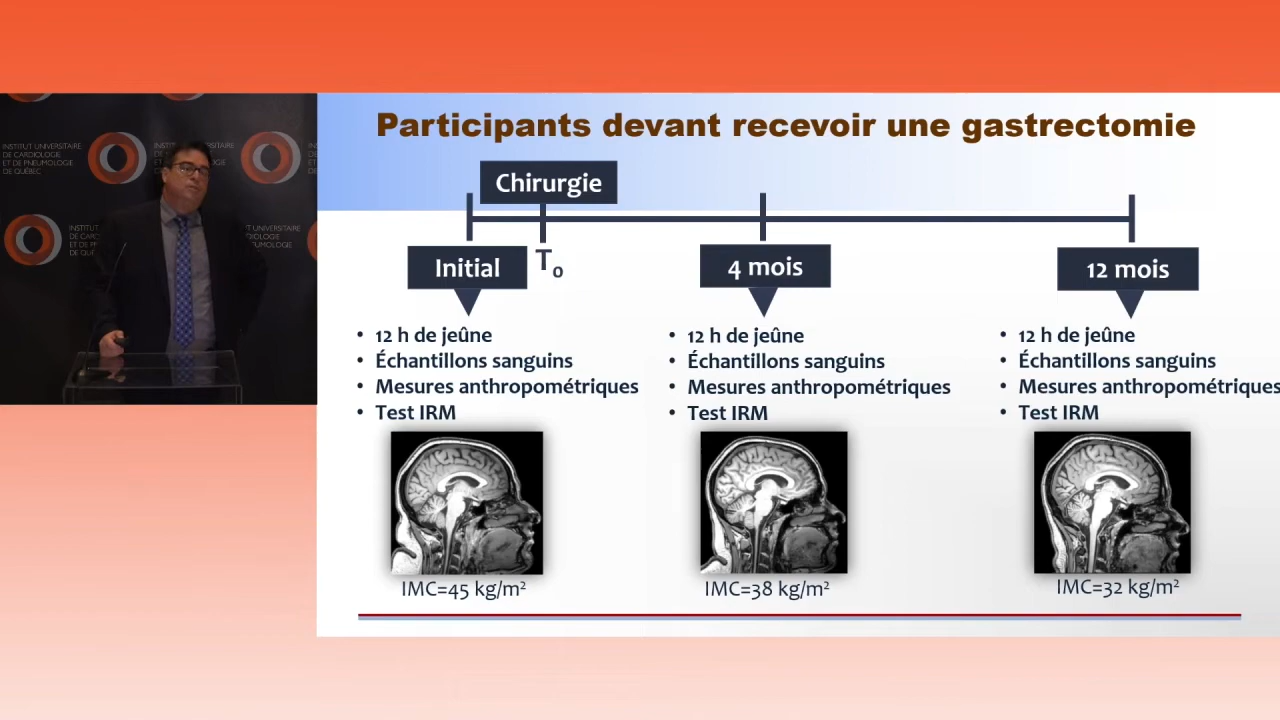 Participants devant recevoir une gastrectomie
Chirurgie
Initial
T₀
4 mois
12 mois
• 12 h de jeûne
• Échantillons sanguins
• Mesures anthropométriques
• Test IRM
IMC=45 kg/m²
• 12 h de jeûne
• Échantillons sanguins
• Mesures anthropométriques
• Test IRM
IMC=38 kg/m²
• 12 h de jeûne
• Échantillons sanguins
• Mesures anthropométriques
• Test IRM
IMC=32 kg/m²
INSTITUT UNIVERSITAIRE
DE CARDIOLOGIE
ET DE PNEUMOLOGIE
DE QUÉBEC